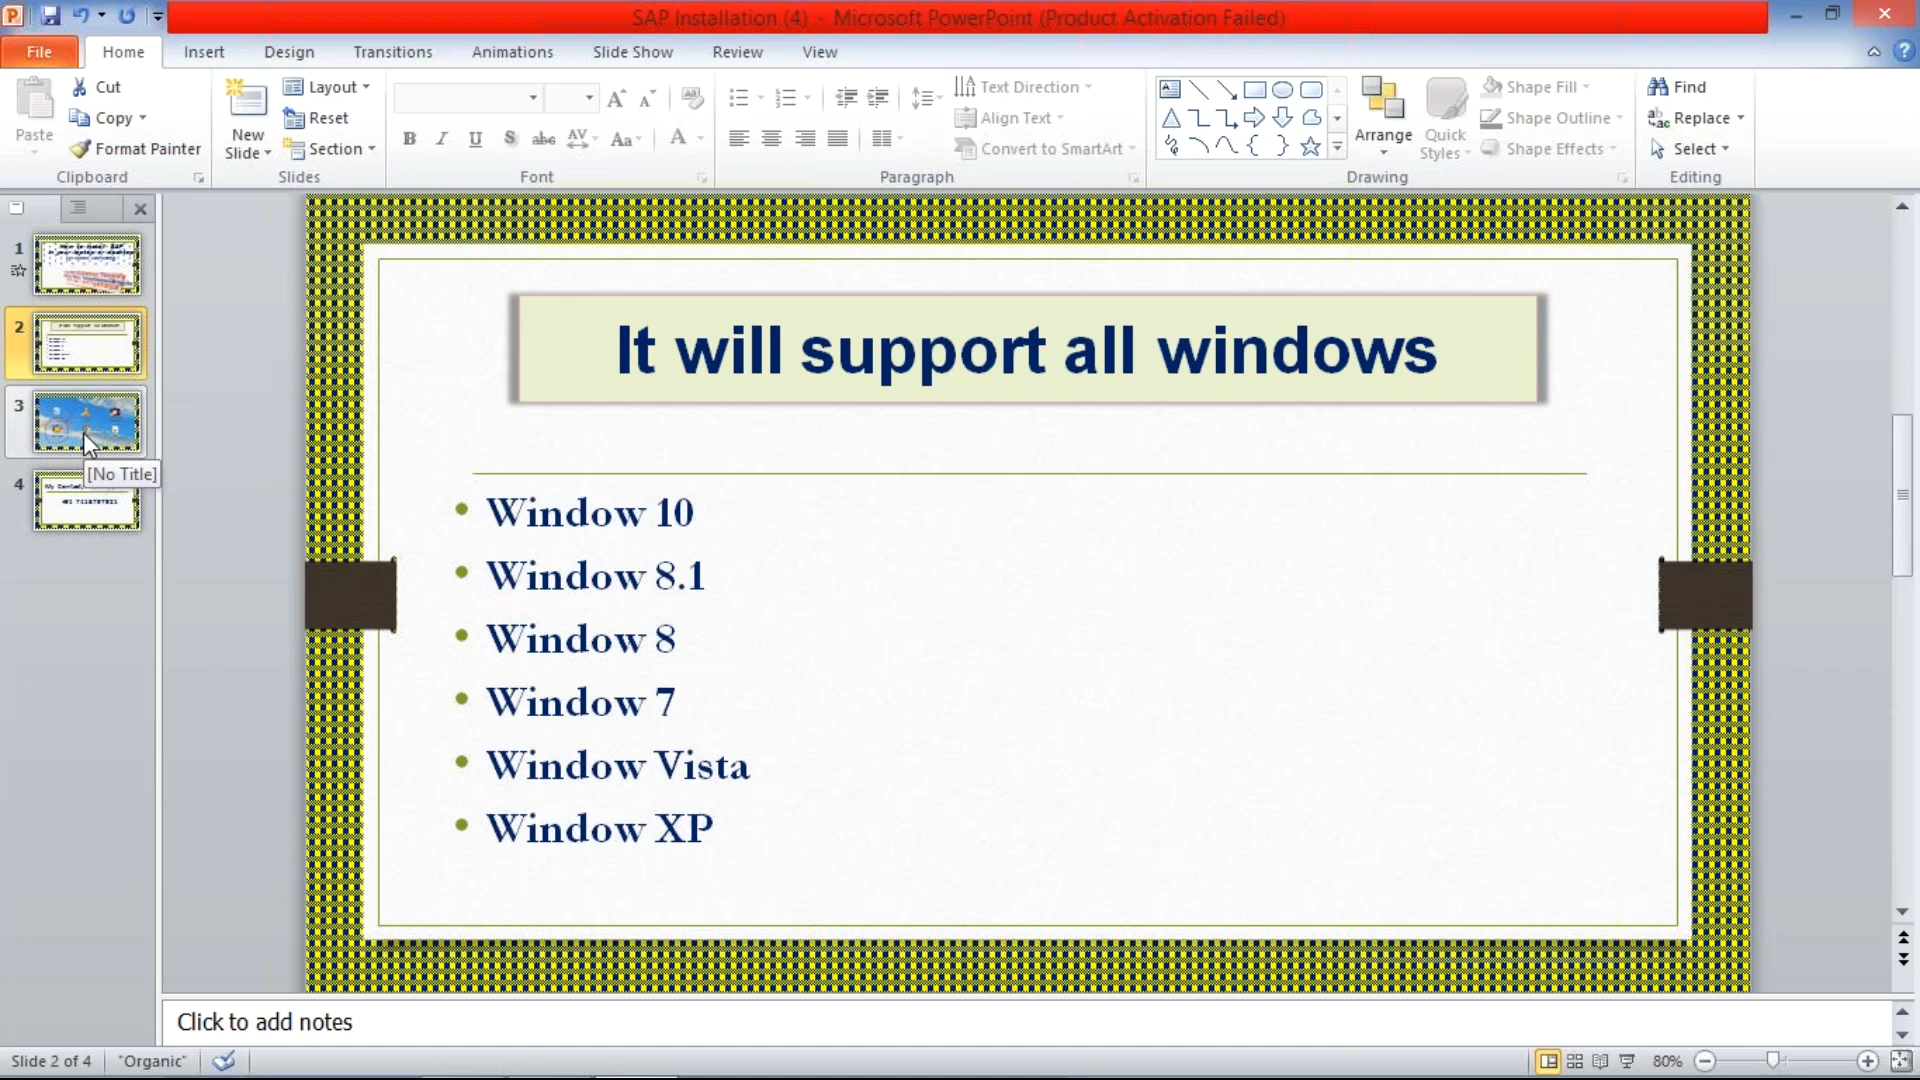 SAP Installation (4) - Microsoft PowerPoint (Product Activation Failed)
File Home Insert Design Transitions Animations Slide Show Review View
Paste
Cut
Copy
Format Painter
Clipboard
New Slide
Layout
Reset
Section
Slides
Font
Text Direction
Align Text
Convert to SmartArt
Paragraph
Arrange
Quick Styles
Shape Fill
Shape Outline
Shape Effects
Drawing
Find
Replace
Select
Editing
1
2
3
[No Title]
4
It will support all windows
• Window 10
• Window 8.1
• Window 8
• Window 7
• Window Vista
• Window XP
Click to add notes
Slide 2 of 4 "Organic" 80%